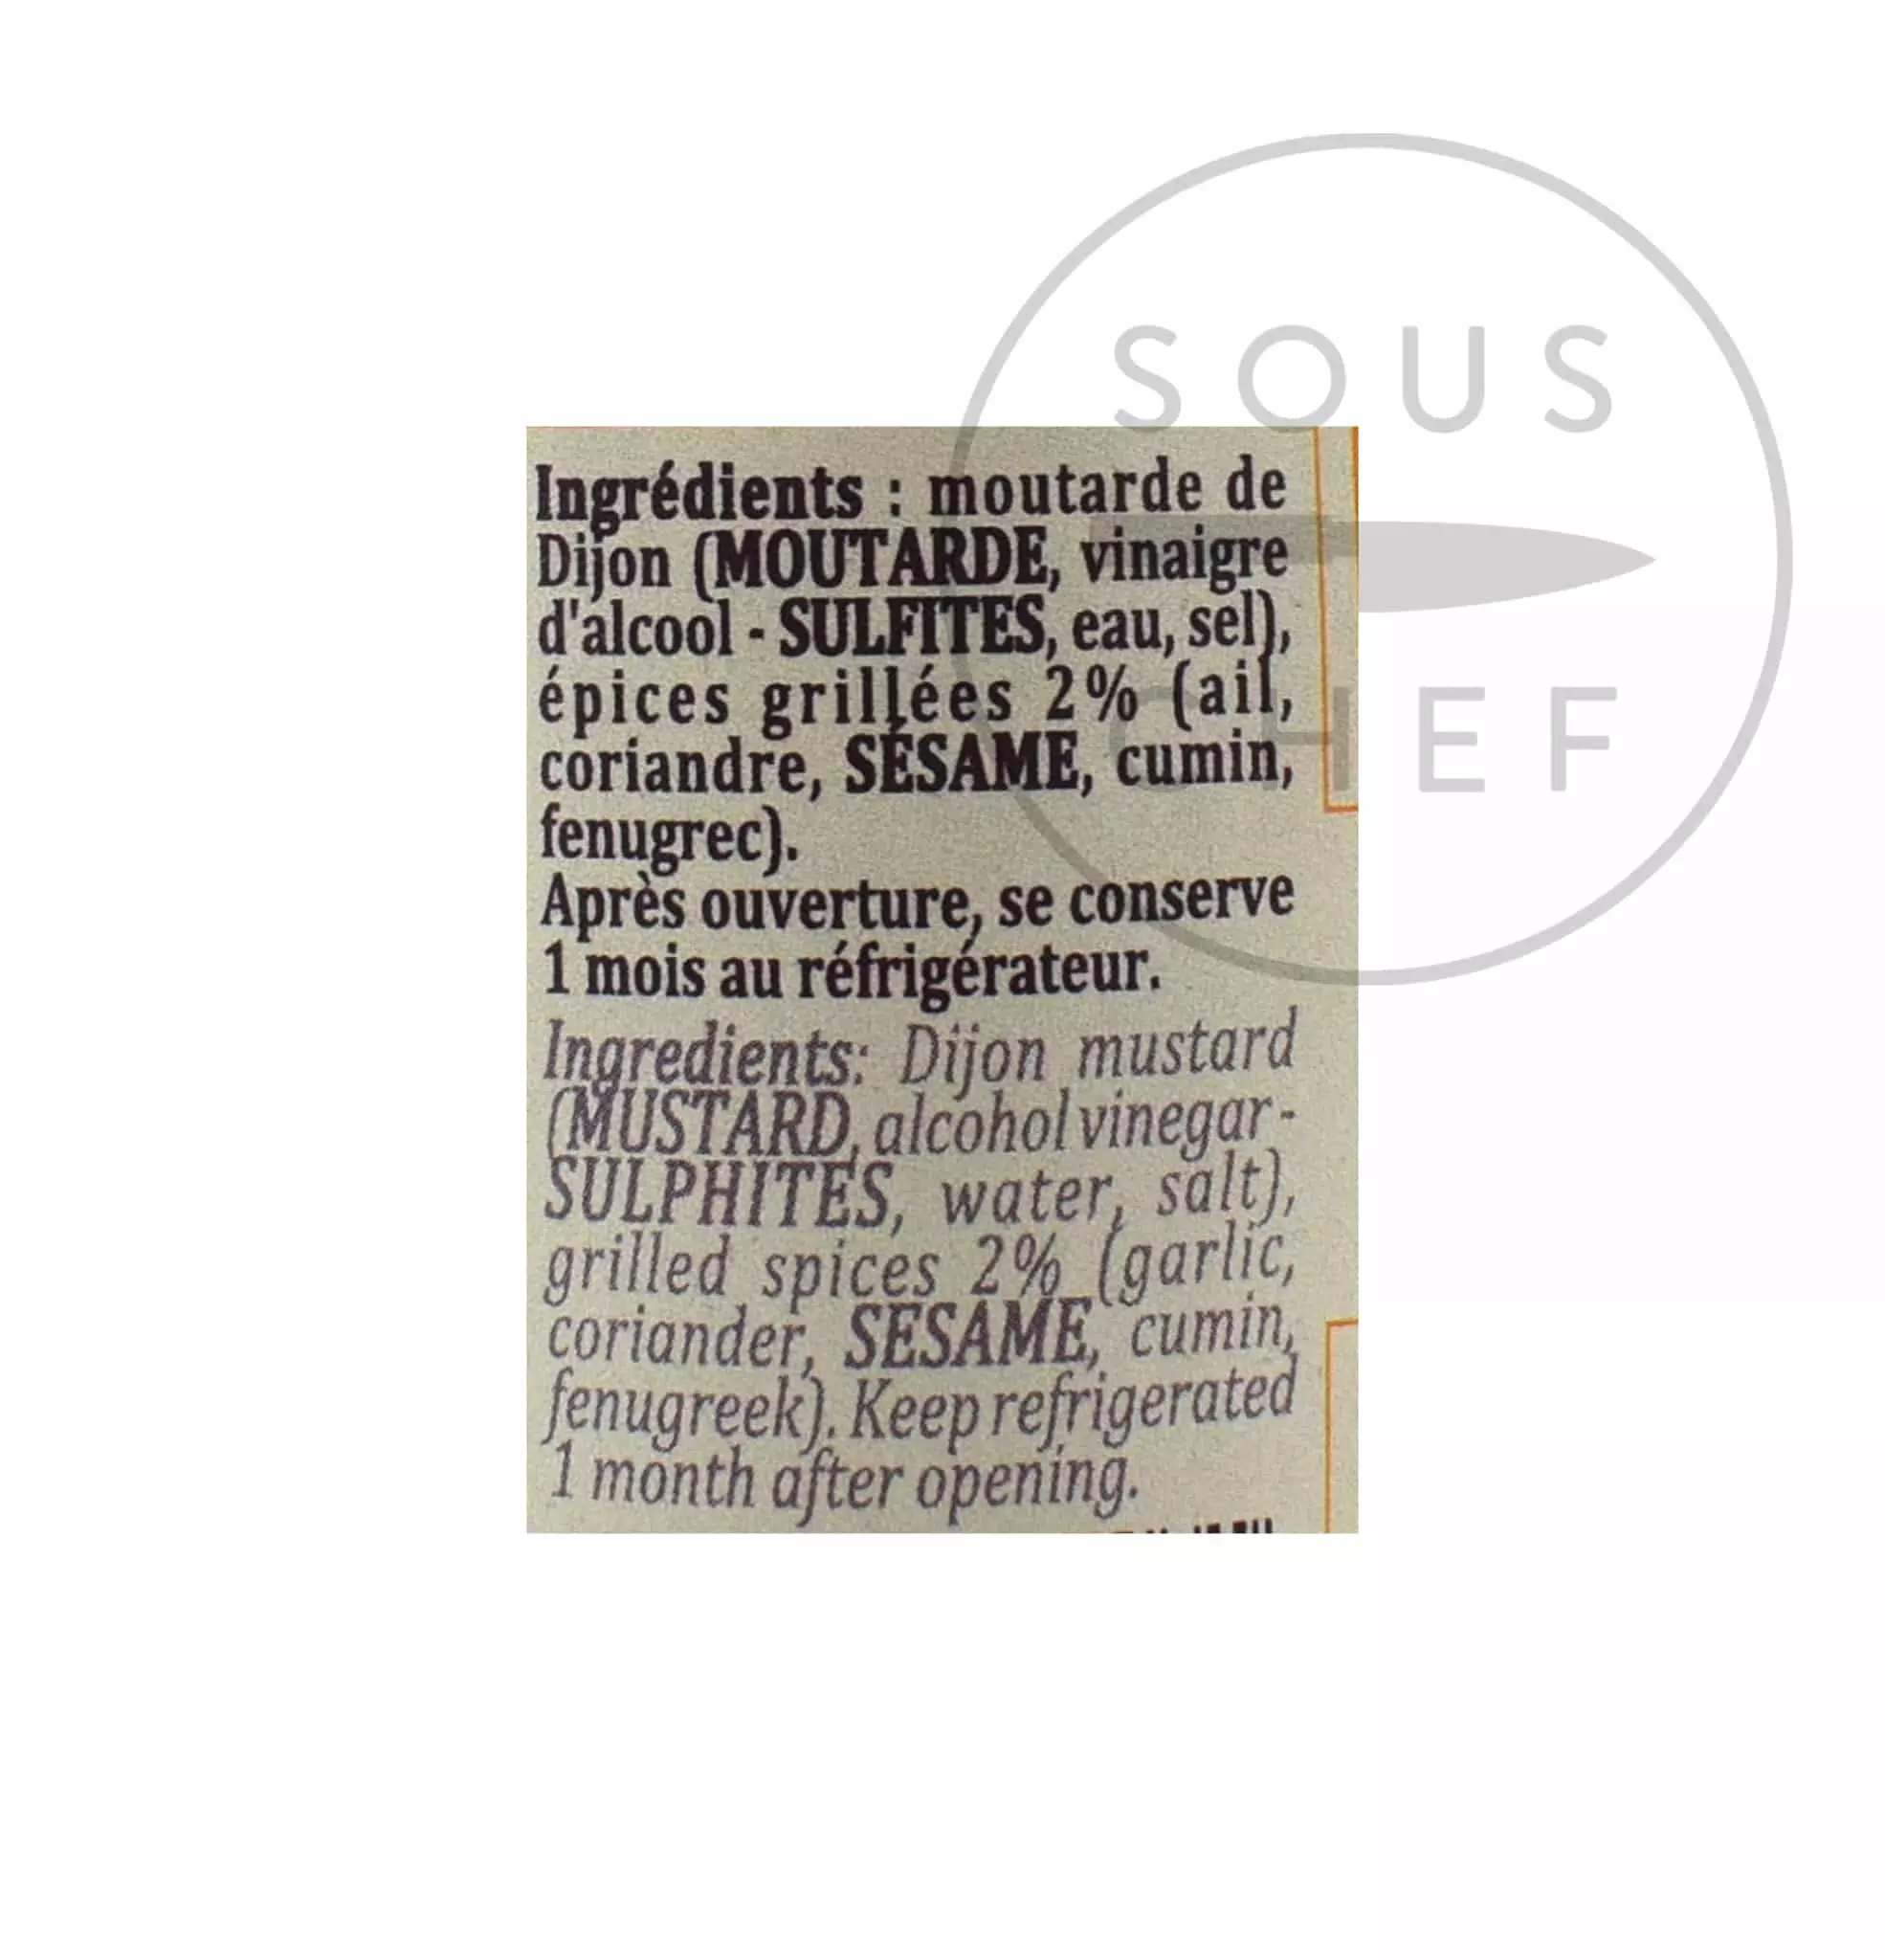 SOUS
CHEF
Ingrédients : moutarde de
Dijon (MOUTARDE, vinaigre
d'alcool - SULFITES, eau, sel),
épices grillées 2% (ail,
coriandre, SÉSAME, cumin,
fenugrec).
Après ouverture, se conserve
1 mois au réfrigérateur.
Ingredients: Dijon mustard
(MUSTARD, alcohol vinegar -
SULPHITES, water, salt),
grilled spices 2% (garlic,
coriander, SESAME, cumin,
fenugreek). Keep refrigerated
1 month after opening.